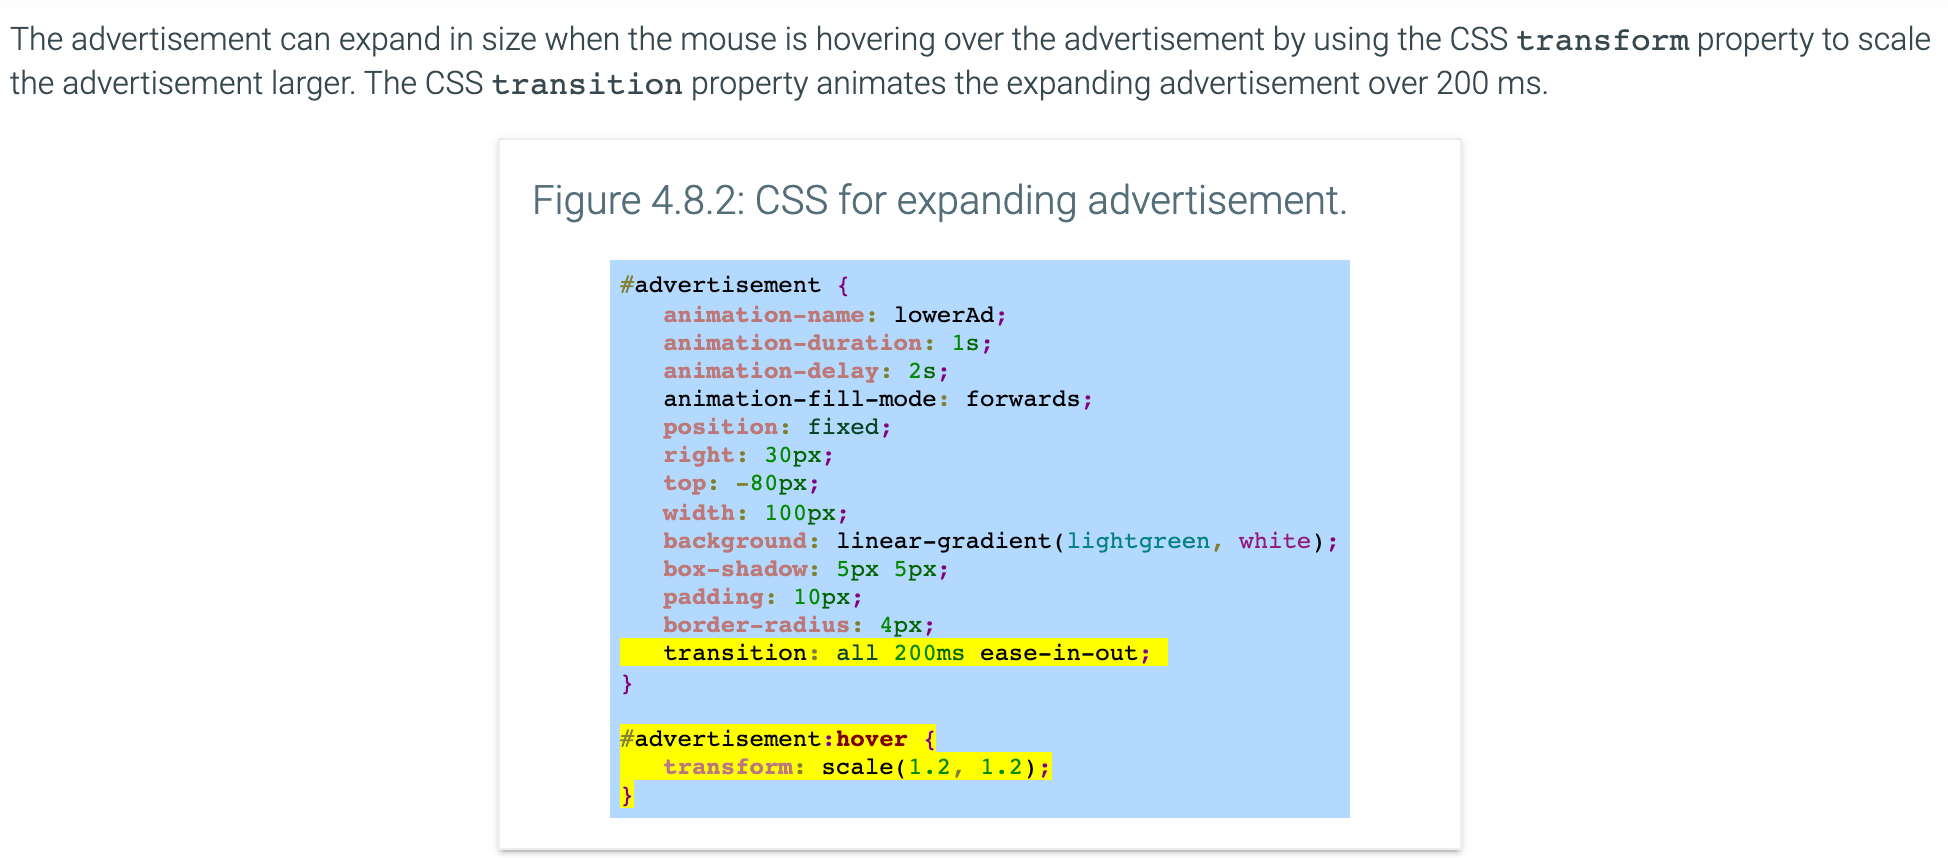 The advertisement can expand in size when the mouse is hovering over the advertisement by using the CSS transform property to scale
the advertisement larger. The CSS transition property animates the expanding advertisement over 200 ms.
Figure 4.8.2: CSS for expanding advertisement.
#advertisement {
   animation-name: lowerAd;
   animation-duration: 1s;
   animation-delay: 2s;
   animation-fill-mode: forwards;
   position: fixed;
   right: 30px;
   top: -80px;
   width: 100px;
   background: linear-gradient(lightgreen, white);
   box-shadow: 5px 5px;
   padding: 10px;
   border-radius: 4px;
   transition: all 200ms ease-in-out;
}
#advertisement:hover {
   transform: scale(1.2, 1.2);
}